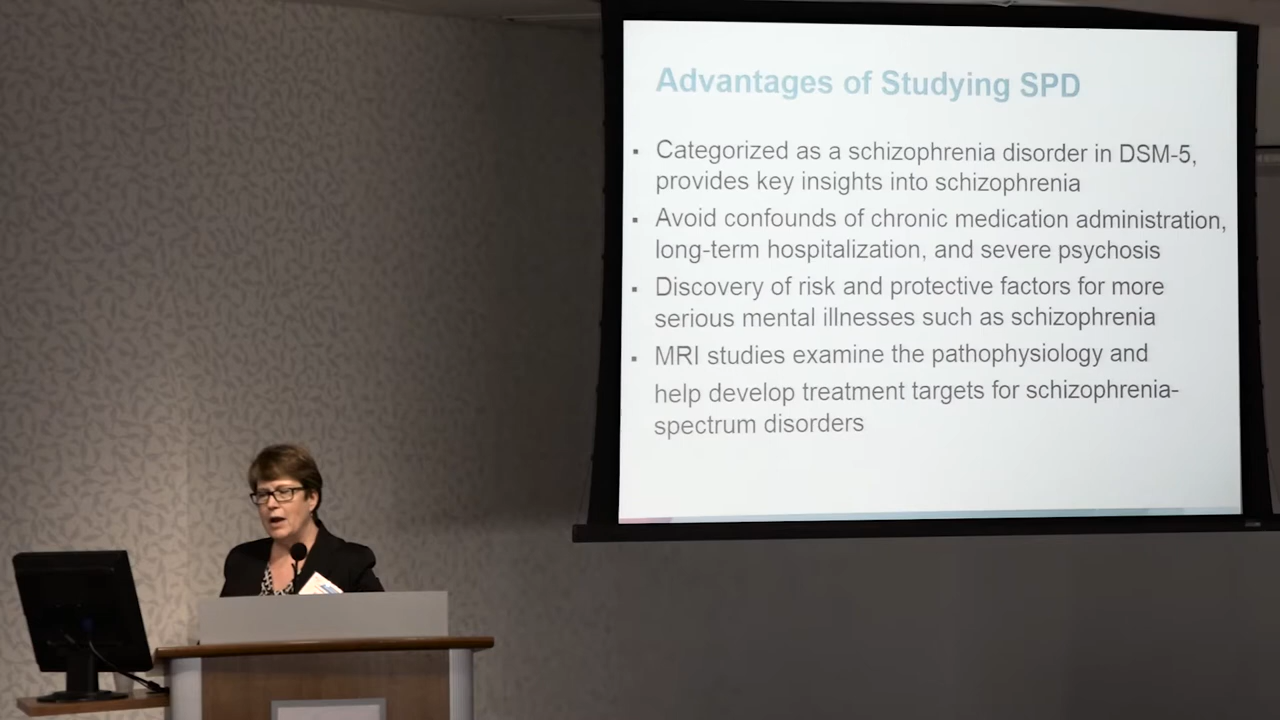 Advantages of Studying SPD
▪ Categorized as a schizophrenia disorder in DSM-5,
provides key insights into schizophrenia
▪ Avoid confounds of chronic medication administration,
long-term hospitalization, and severe psychosis
▪ Discovery of risk and protective factors for more
serious mental illnesses such as schizophrenia
▪ MRI studies examine the pathophysiology and
help develop treatment targets for schizophrenia-
spectrum disorders